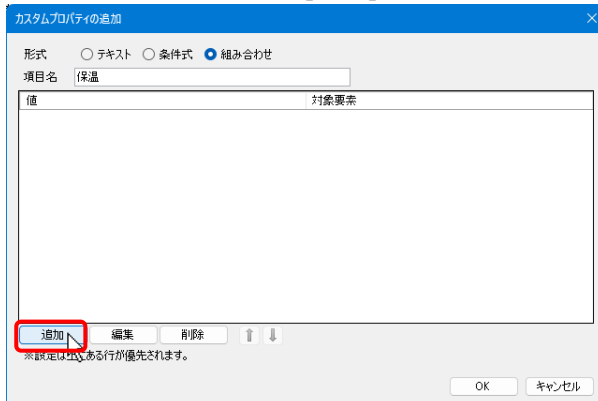 カスタムプロパティの追加
形式 テキスト 条件式 組み合わせ
項目名 保温
値 対象要素
追加 編集 削除
※設定は上にある行が優先されます。
OK キャンセル